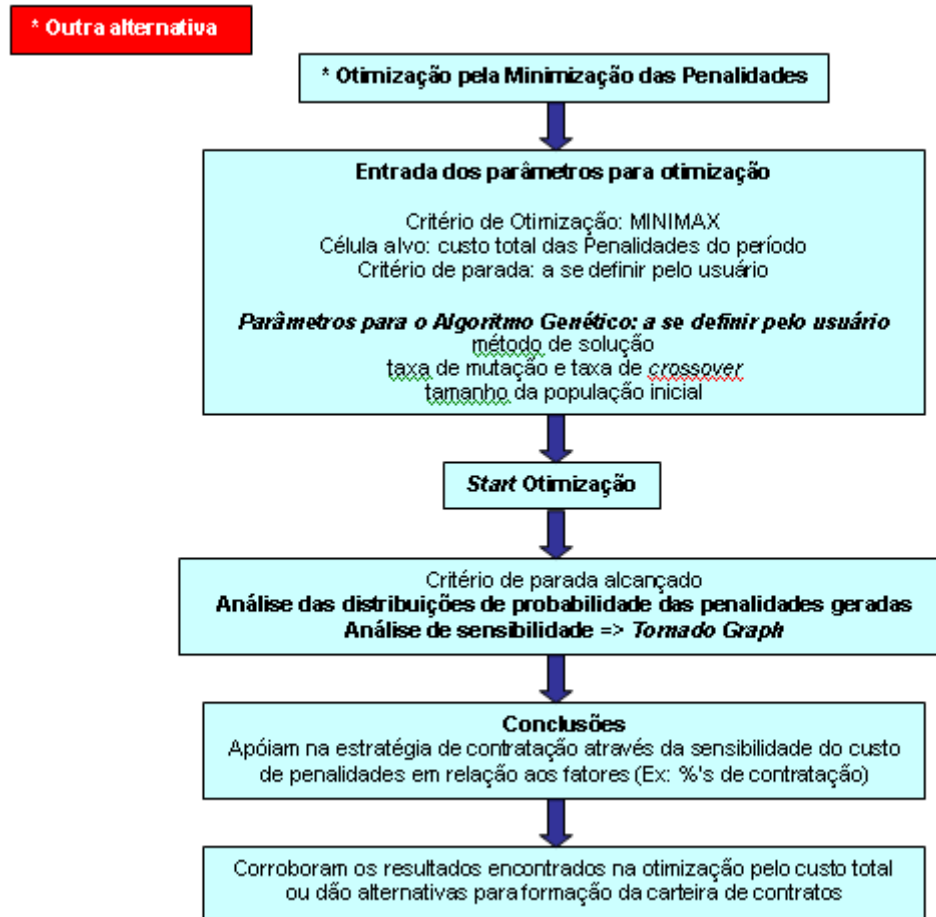 * Outra alternativa
* Otimização pela Minimização das Penalidades
Entrada dos parâmetros para otimização
Critério de Otimização: MINIMAX
Célula alvo: custo total das Penalidades do período
Critério de parada: a se definir pelo usuário
Parâmetros para o Algoritmo Genético: a se definir pelo usuário
método de solução
taxa de mutação e taxa de crossover
tamanho da população inicial
Start Otimização
Critério de parada alcançado
Análise das distribuições de probabilidade das penalidades geradas
Análise de sensibilidade => Tornado Graph
Conclusões
Apóiam na estratégia de contratação através da sensibilidade do custo
de penalidades em relação aos fatores (Ex: %'s de contratação)
Corroboram os resultados encontrados na otimização pelo custo total
ou dão alternativas para formação da carteira de contratos